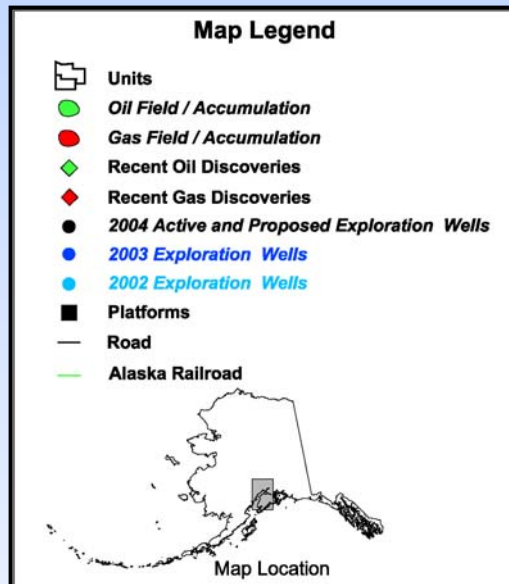 Map Legend
Units
Oil Field / Accumulation
Gas Field / Accumulation
Recent Oil Discoveries
Recent Gas Discoveries
2004 Active and Proposed Exploration Wells
2003 Exploration Wells
2002 Exploration Wells
Platforms
Road
Alaska Railroad
Map Location